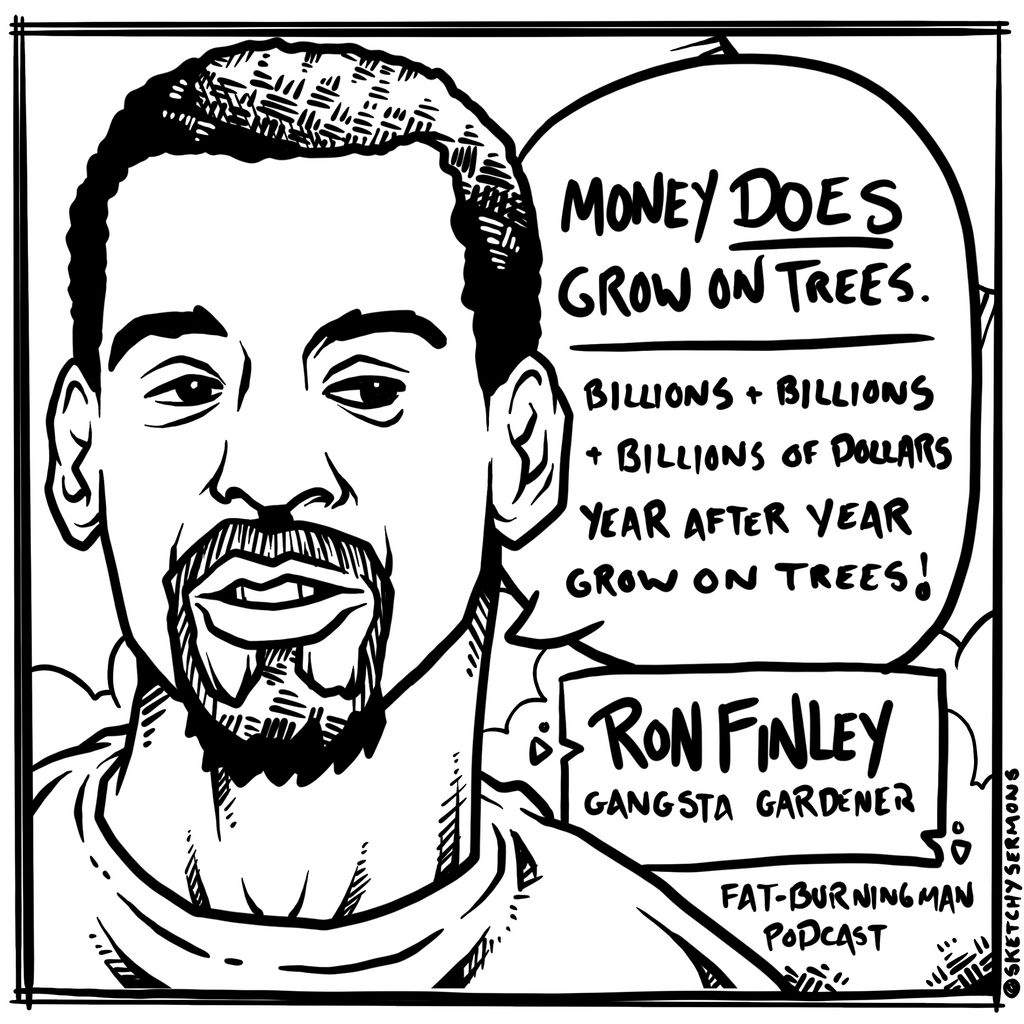 MONEY DOES
GROW ON TREES.
BILLIONS + BILLIONS
+ BILLIONS OF DOLLARS
YEAR AFTER YEAR
GROW ON TREES!
RON FINLEY
GANGSTA GARDENER
FAT-BURNING MAN
PODCAST
@SKETCHYSERMONS